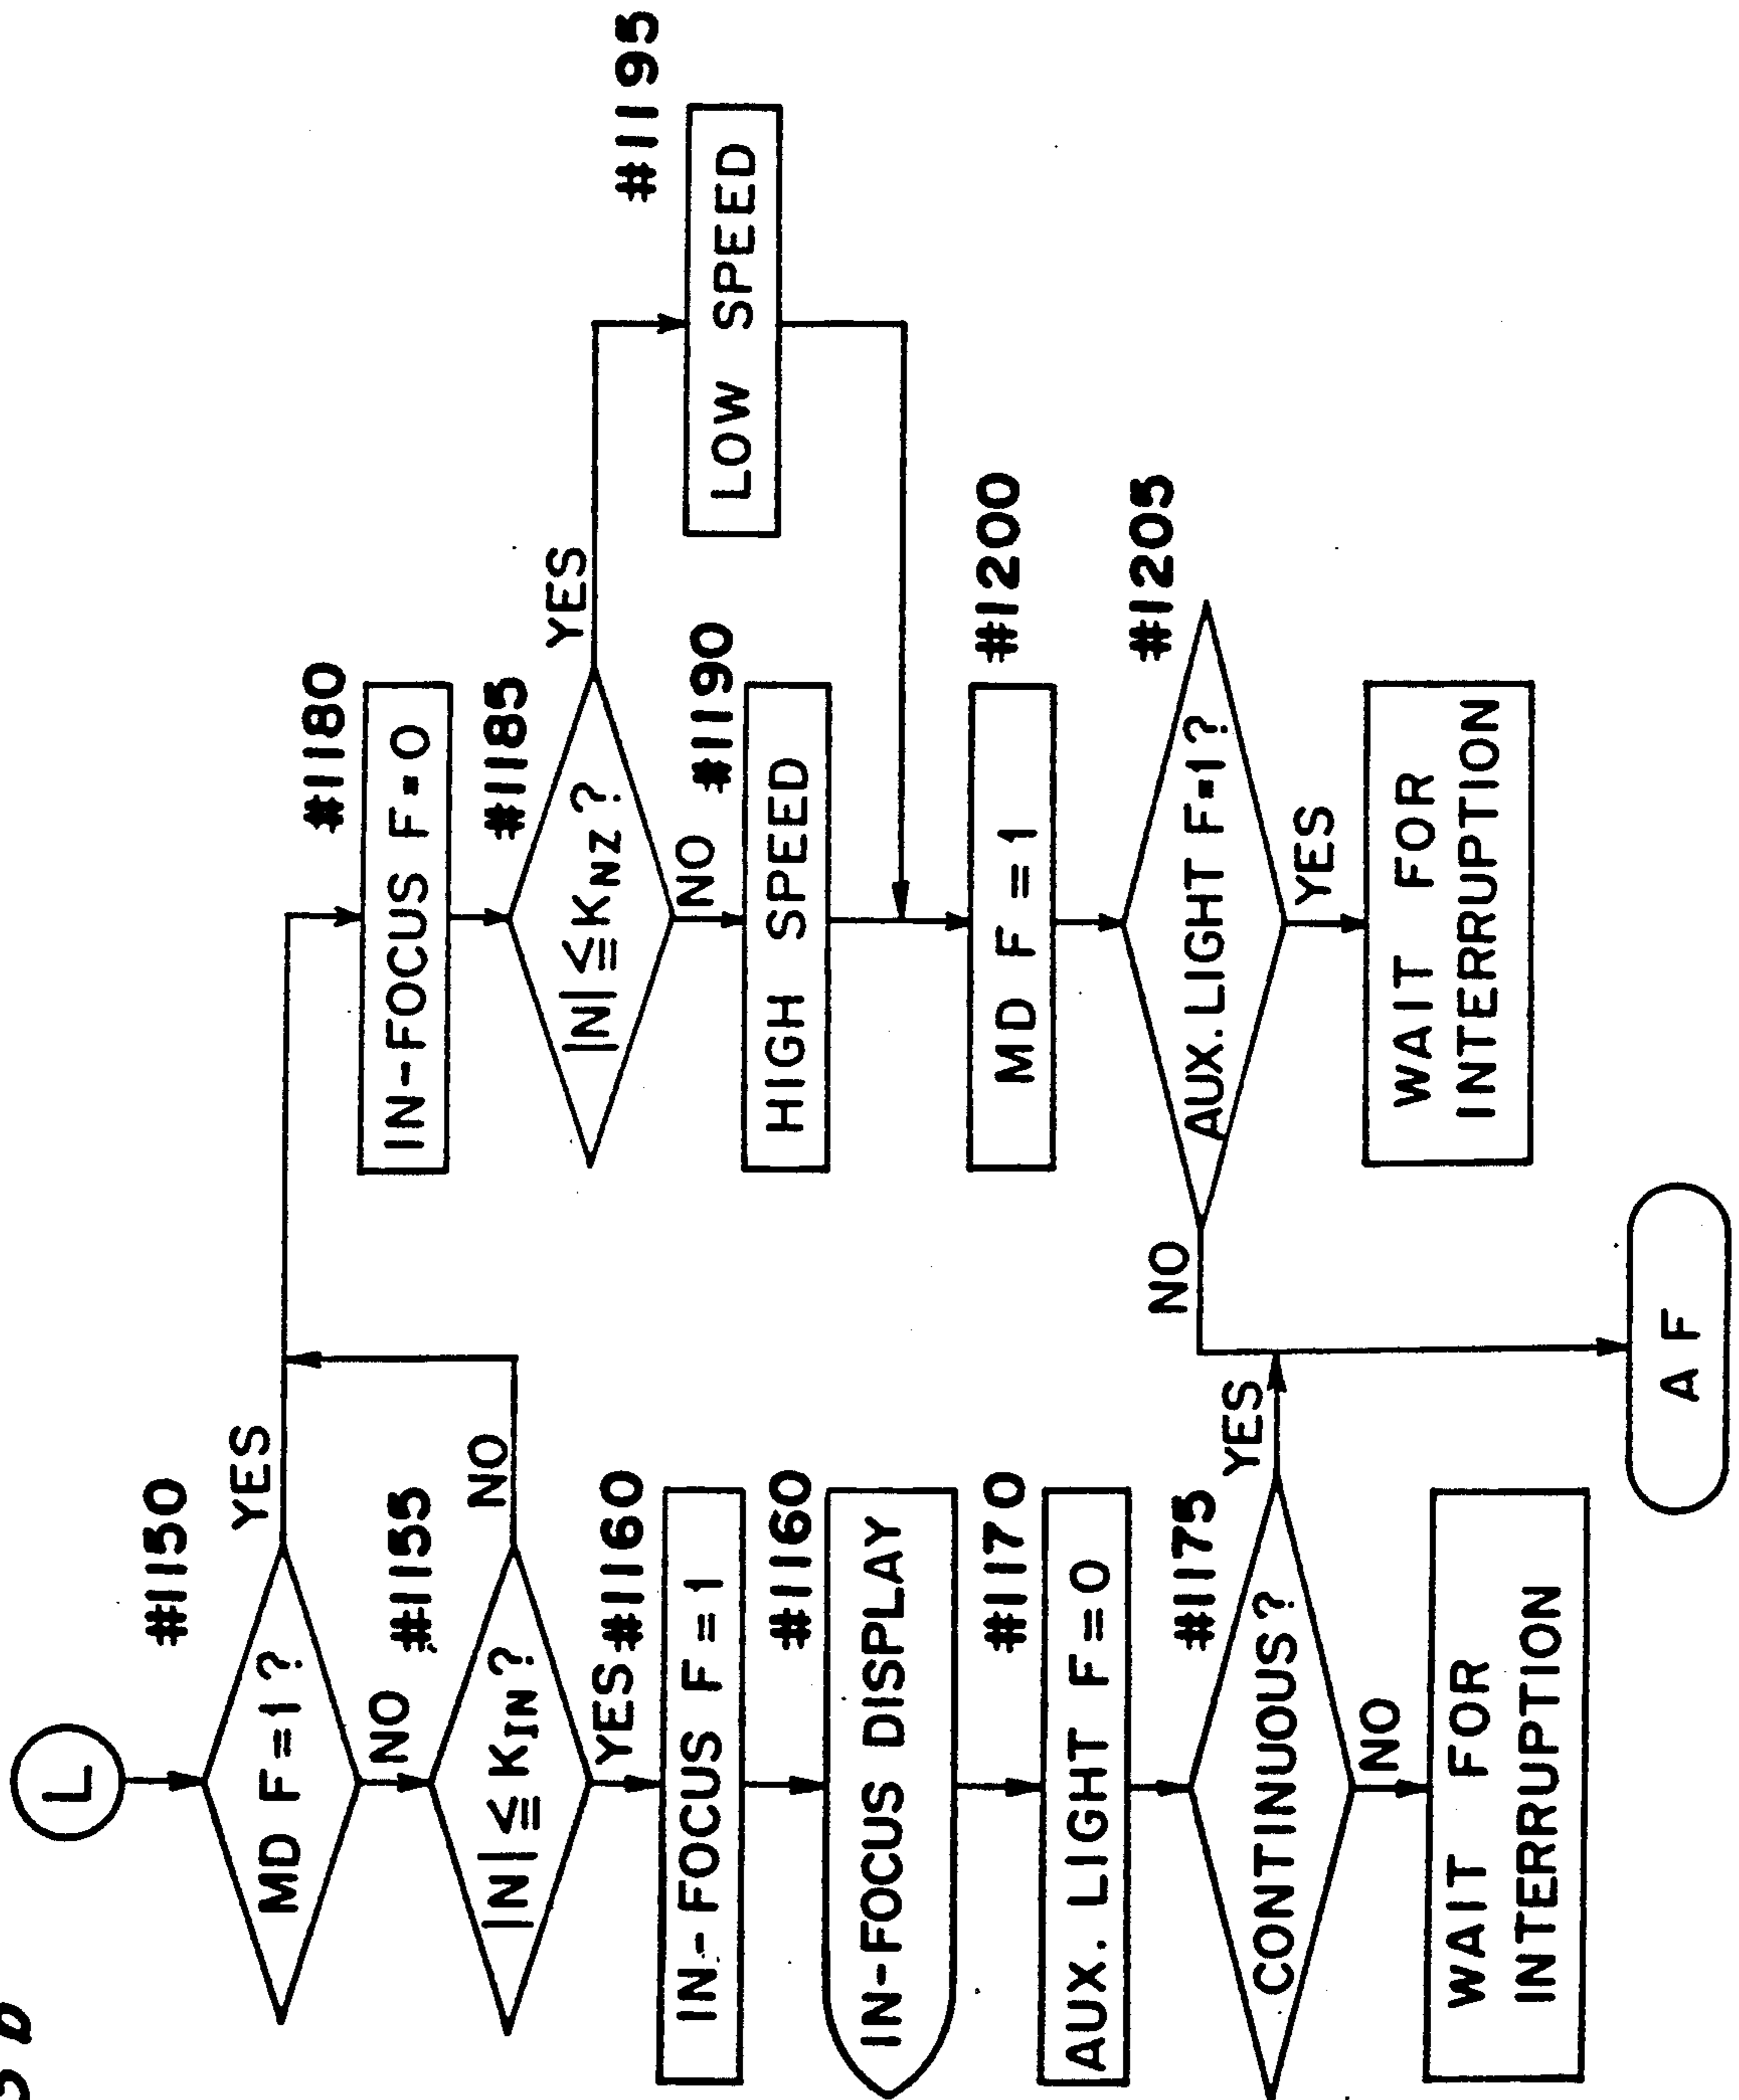 L
#1150
MD F=1?
YES
NO
#1155
|N|≦KIN?
NO
YES
#1160
IN-FOCUS F=1
#1160
IN-FOCUS DISPLAY
#1170
AUX. LIGHT F=0
#1175
CONTINUOUS?
YES
NO
WAIT FOR
INTERRUPTION
#1180
IN-FOCUS F=0
#1185
|N|≦KNZ?
YES
NO
#1190
HIGH SPEED
#1195
LOW SPEED
#1200
MD F=1
#1205
AUX.LIGHT F=1?
NO
YES
WAIT FOR
INTERRUPTION
AF